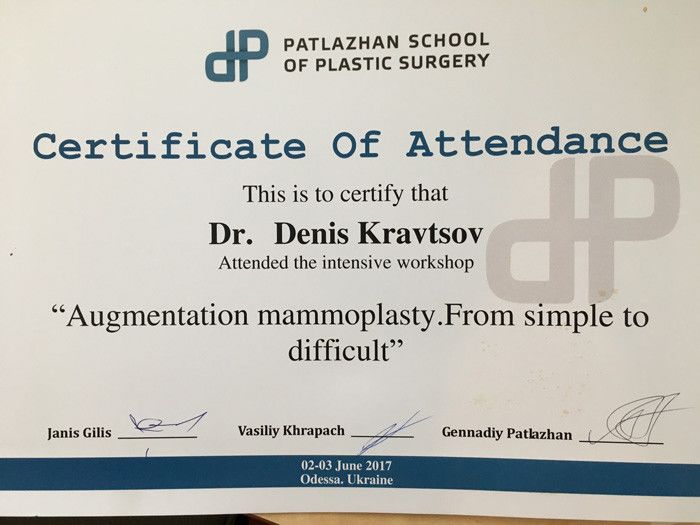 dP PATLAZHAN SCHOOL
OF PLASTIC SURGERY
Certificate Of Attendance
This is to certify that
Dr. Denis Kravtsov
Attended the intensive workshop
“Augmentation mammoplasty.From simple to
difficult”
Janis Gilis Vasiliy Khrapach Gennadiy Patlazhan
02-03 June 2017
Odessa. Ukraine
dP